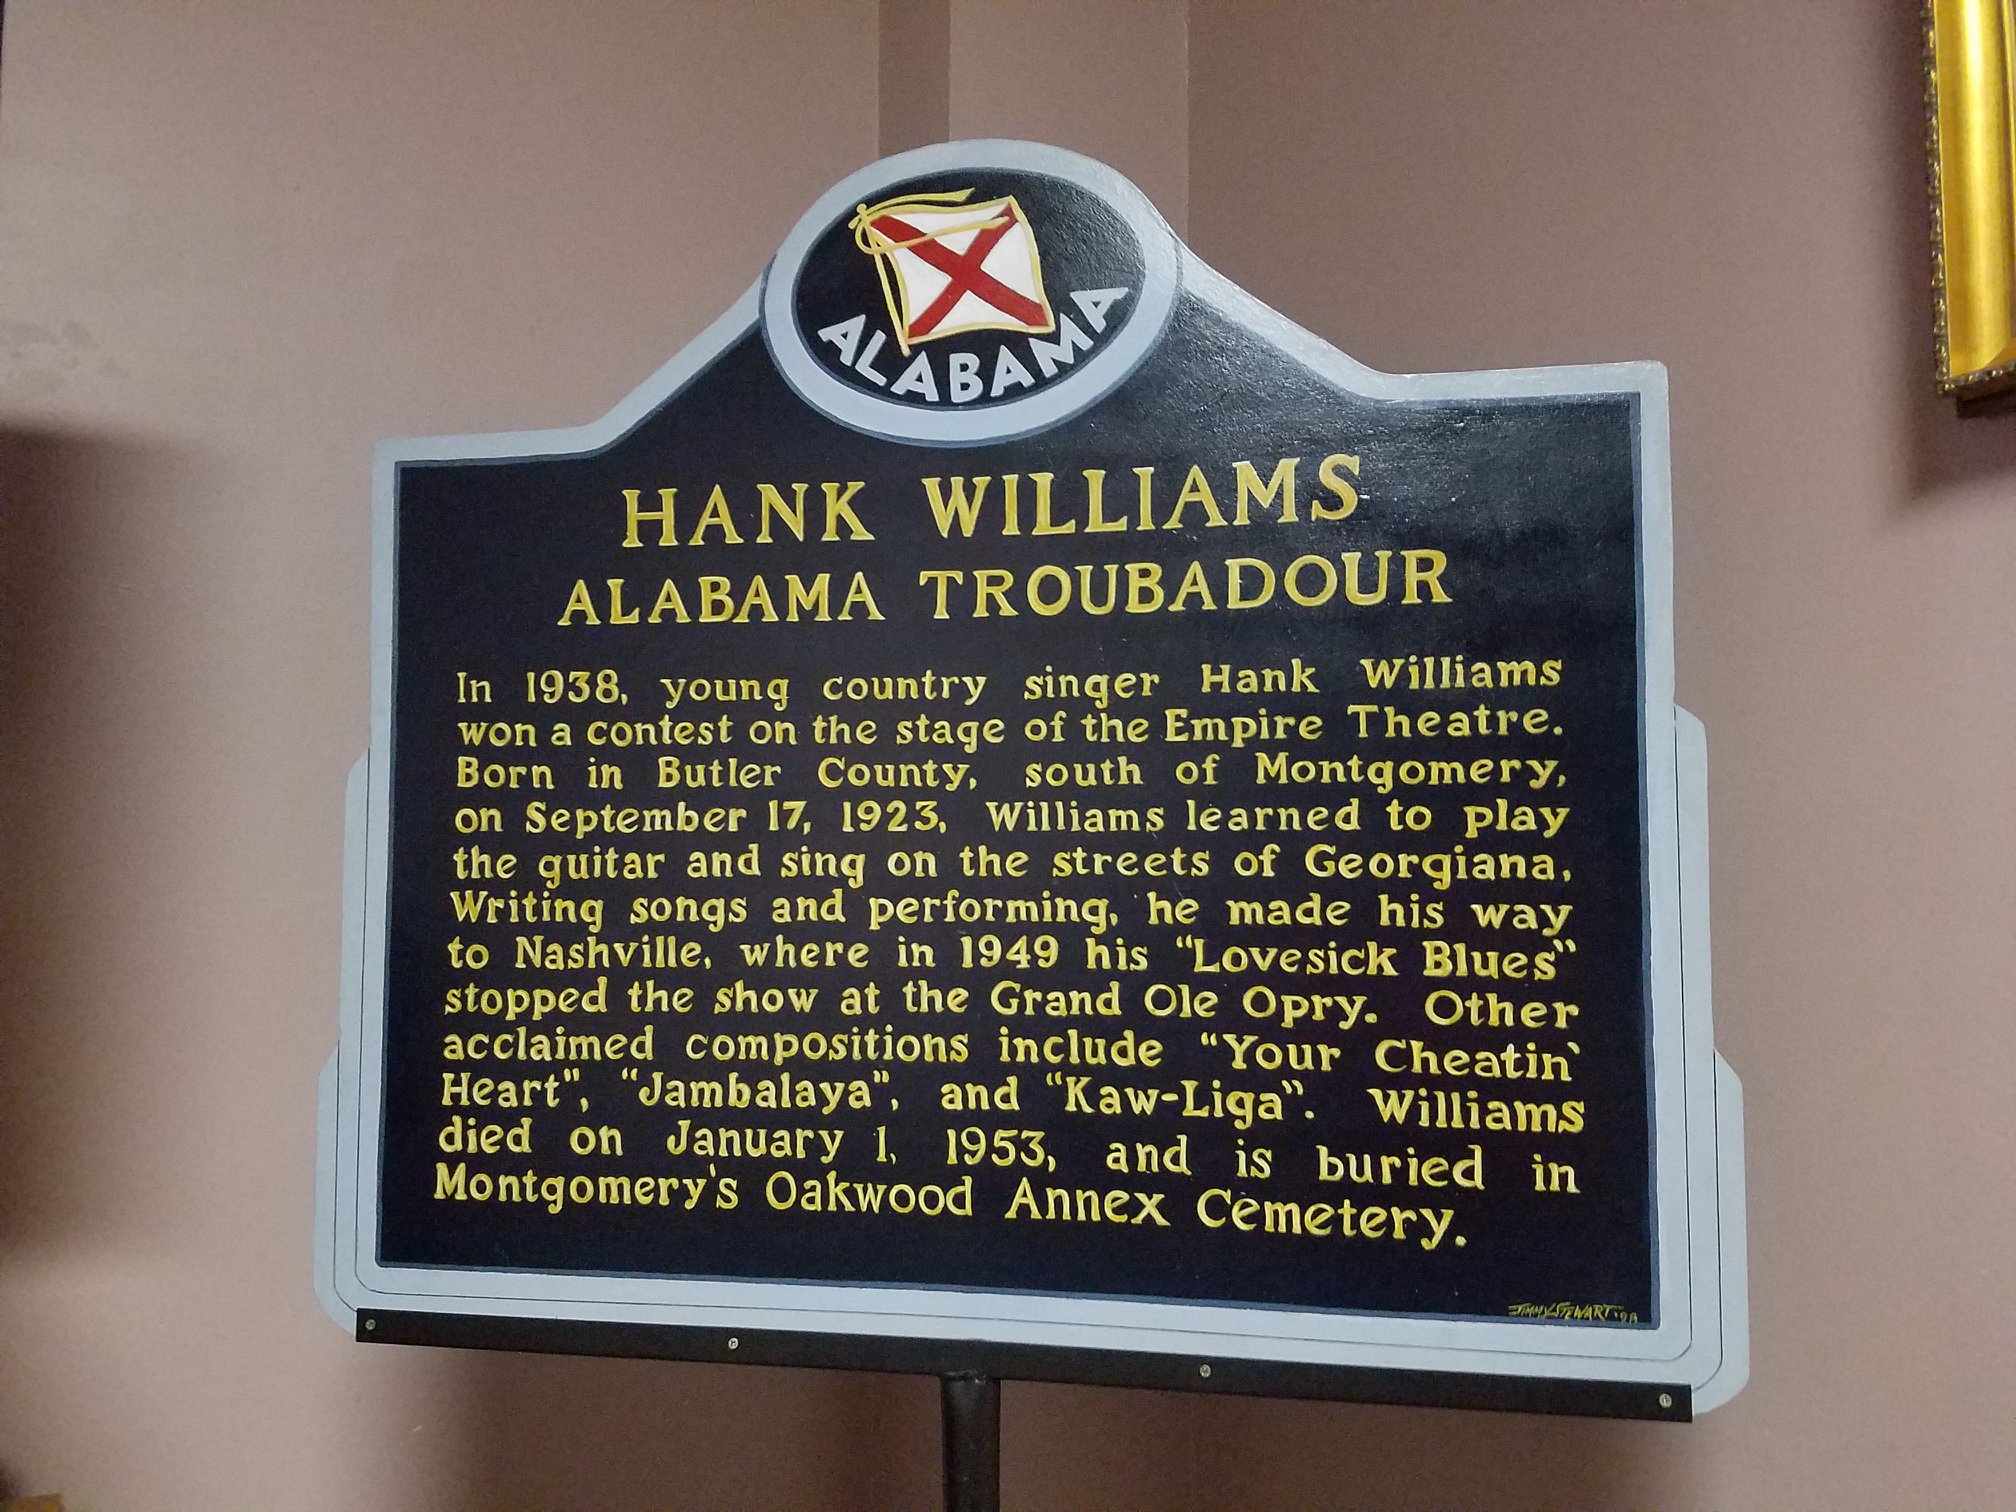 ALABAMA
HANK WILLIAMS
ALABAMA TROUBADOUR
In 1938, young country singer Hank Williams
won a contest on the stage of the Empire Theatre.
Born in Butler County, south of Montgomery,
on September 17, 1923, Williams learned to play
the guitar and sing on the streets of Georgiana,
Writing songs and performing, he made his way
to Nashville, where in 1949 his "Lovesick Blues"
stopped the show at the Grand Ole Opry. Other
acclaimed compositions include "Your Cheatin'
Heart", "Jambalaya", and "Kaw-Liga". Williams
died on January 1, 1953, and is buried in
Montgomery's Oakwood Annex Cemetery.
JIMMY STEWART